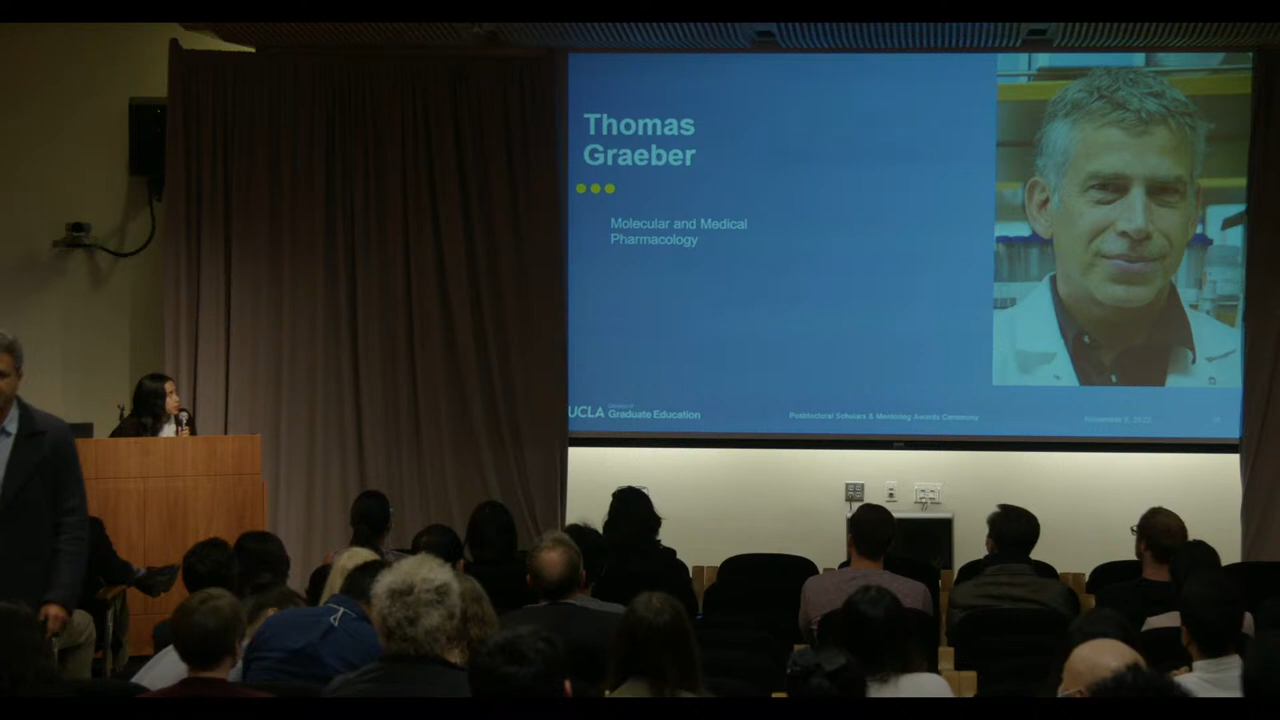 Thomas
Graeber
Molecular and Medical
Pharmacology
UCLA Graduate Education
Postdoctoral Scholars & Mentoring Awards Ceremony